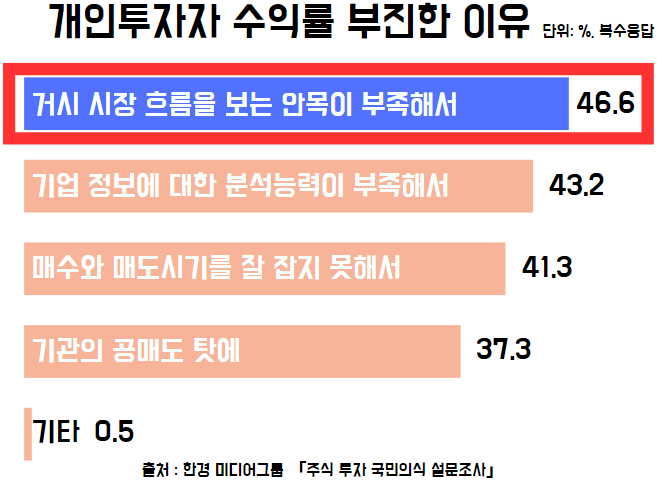 개인투자자 수익률 부진한 이유 단위: %, 복수응답
거시 시장 흐름을 보는 안목이 부족해서 46.6
기업 정보에 대한 분석능력이 부족해서 43.2
매수와 매도시기를 잘 잡지 못해서 41.3
기관의 공매도 탓에 37.3
기타 0.5
출처 : 한경 미디어그룹 「주식 투자 국민의식 설문조사」